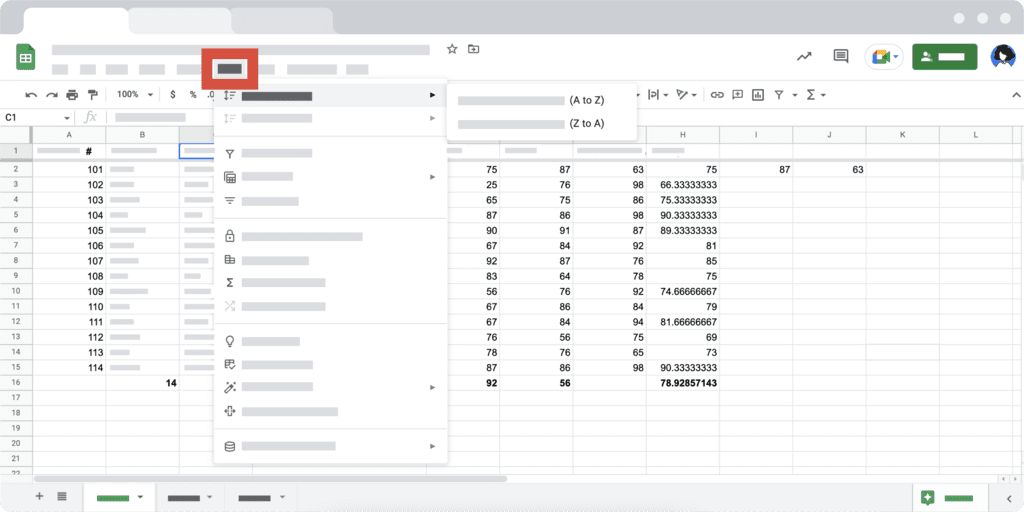 100% $ % .0 Σ
(A to Z)
(Z to A)
C1 fx
A B H I J K L
1 #
2 101 75 87 63 75 87 63
3 102 25 76 98 66.33333333
4 103 65 75 86 75.33333333
5 104 87 86 98 90.33333333
6 105 90 91 87 89.33333333
7 106 67 84 92 81
8 107 92 87 76 85
9 108 83 64 78 75
10 109 56 76 92 74.66666667
11 110 67 86 84 79
12 111 67 84 94 81.66666667
13 112 76 56 75 69
14 113 78 76 65 73
15 114 87 86 98 90.33333333
16 14 92 56 78.92857143
17
18
19
20
21
22